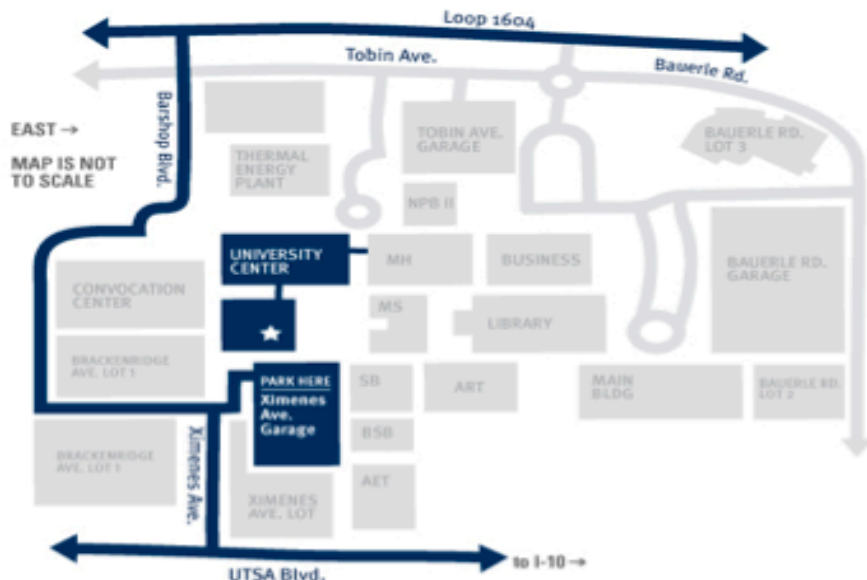 Loop 1604
Tobin Ave.
Bauerle Rd.
Barshop Blvd.
EAST →
MAP IS NOT
TO SCALE
THERMAL
ENERGY
PLANT
TOBIN AVE.
GARAGE
BAUERLE RD.
LOT 3
NPB II
UNIVERSITY
CENTER
MH
BUSINESS
BAUERLE RD.
GARAGE
CONVOCATION
CENTER
MS
LIBRARY
BRACKENRIDGE
AVE. LOT 1
PARK HERE
Ximenes
Ave.
Garage
SB
ART
MAIN
BLDG
BAUERLE RD.
LOT 2
BRACKENRIDGE
AVE. LOT 1
Ximenes Ave.
BSB
XIMENES
AVE. LOT
AET
UTSA Blvd.
to I-10 →